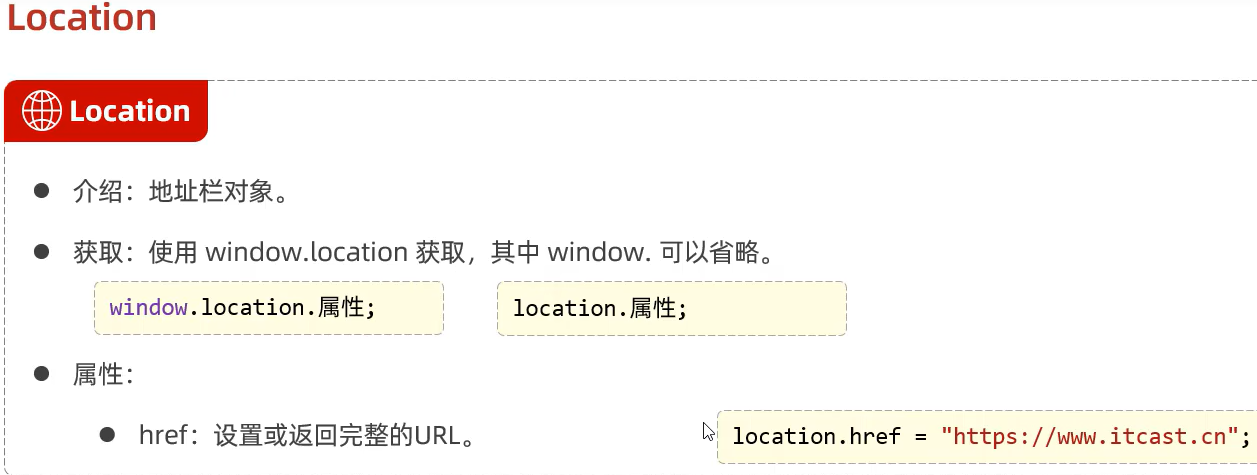 Location
Location
介绍：地址栏对象。
获取：使用 window.location 获取，其中 window. 可以省略。
window.location.属性;
location.属性;
属性：
href：设置或返回完整的URL。
location.href = "https://www.itcast.cn";